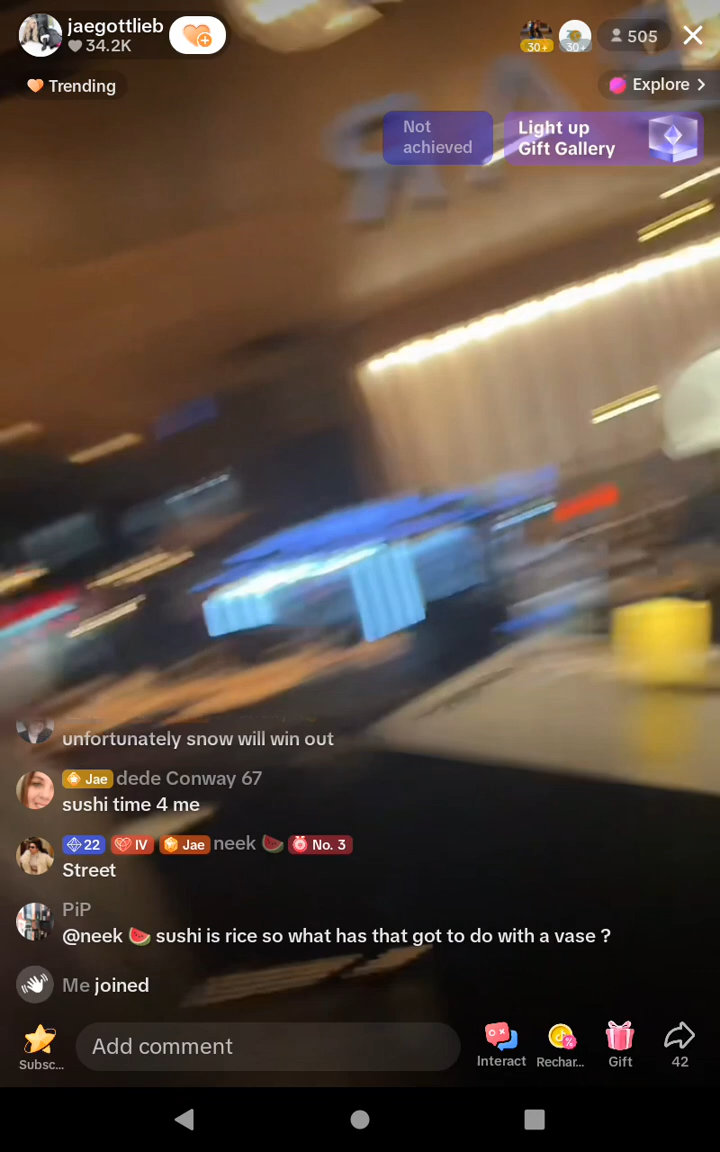 jaegottlieb
34.2K
30+
30+
505
Trending
Explore
Not
achieved
Light up
Gift Gallery
unfortunately snow will win out
Jae dede Conway 67
sushi time 4 me
22 IV Jae neek 🍉 No. 3
Street
PiP
@neek 🍉 sushi is rice so what has that got to do with a vase ?
Me joined
Add comment
Subsc...
Interact
Rechar...
Gift
42